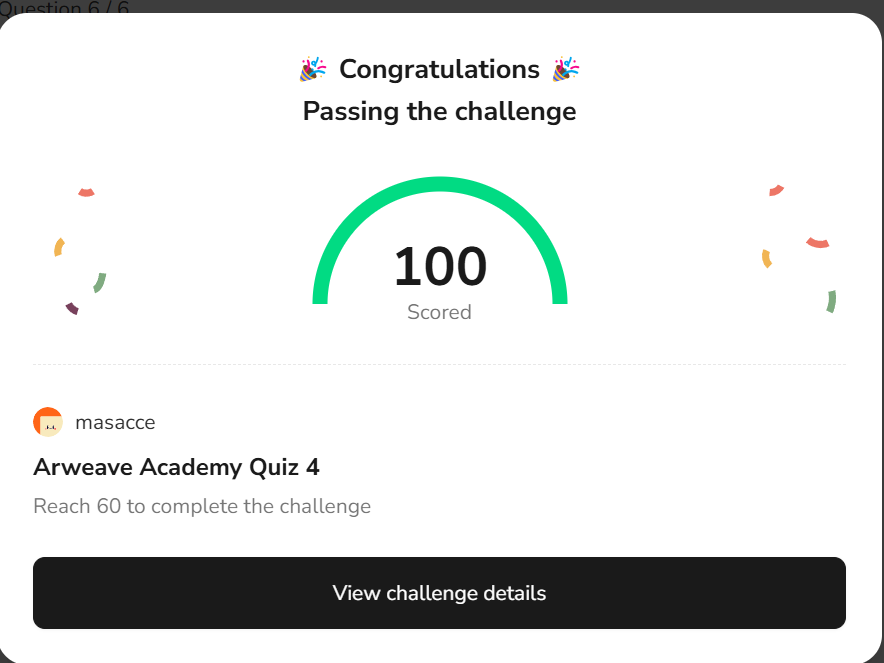 Question 6 / 6
🎉 Congratulations 🎉
Passing the challenge
100
Scored
masacce
Arweave Academy Quiz 4
Reach 60 to complete the challenge
View challenge details